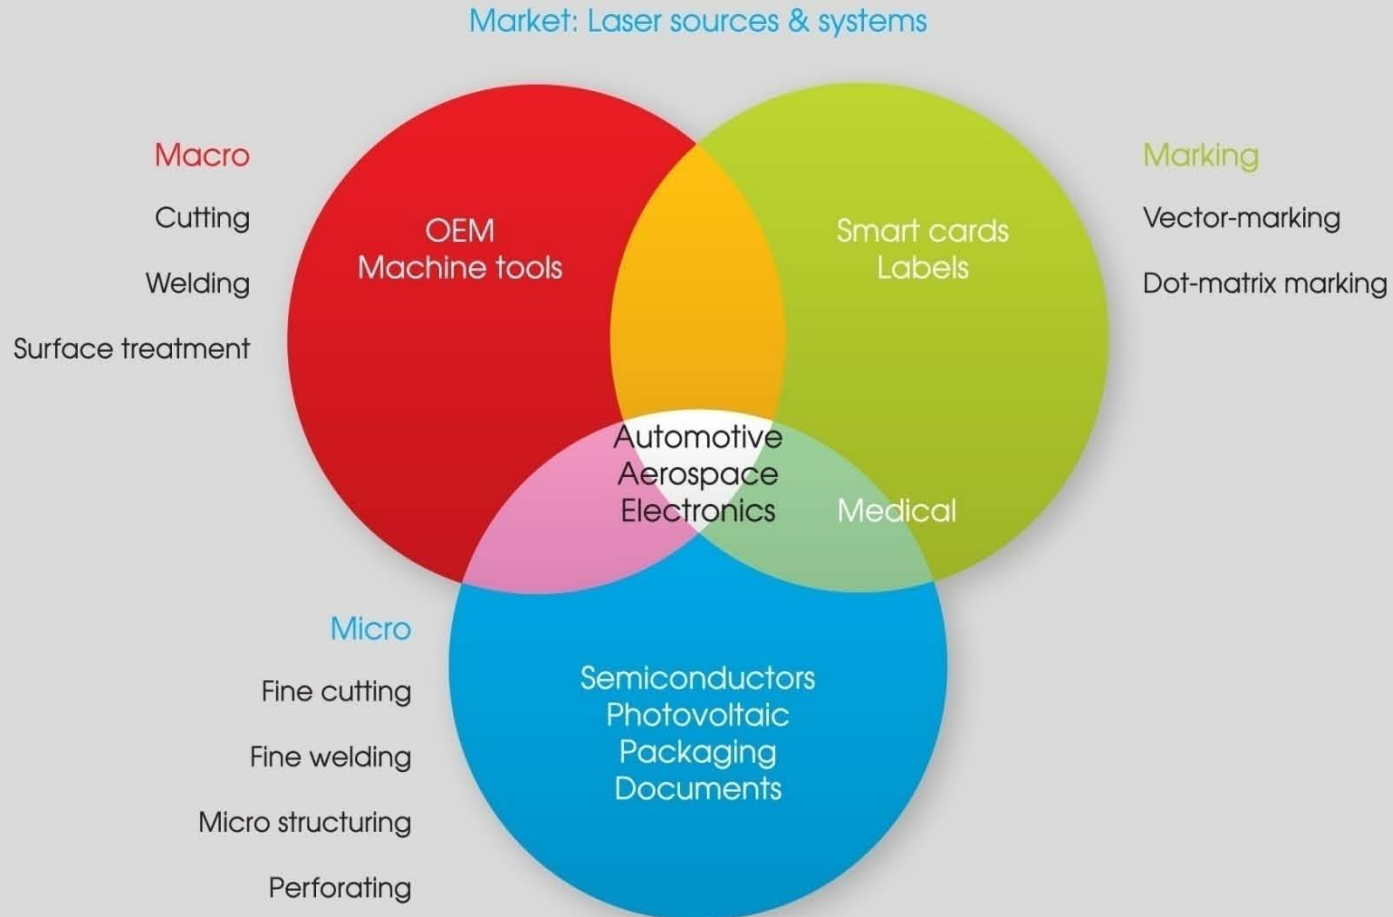 Market: Laser sources & systems
Macro
Cutting
Welding
Surface treatment
OEM
Machine tools
Smart cards
Labels
Marking
Vector-marking
Dot-matrix marking
Automotive
Aerospace
Electronics
Medical
Micro
Fine cutting
Fine welding
Micro structuring
Perforating
Semiconductors
Photovoltaic
Packaging
Documents